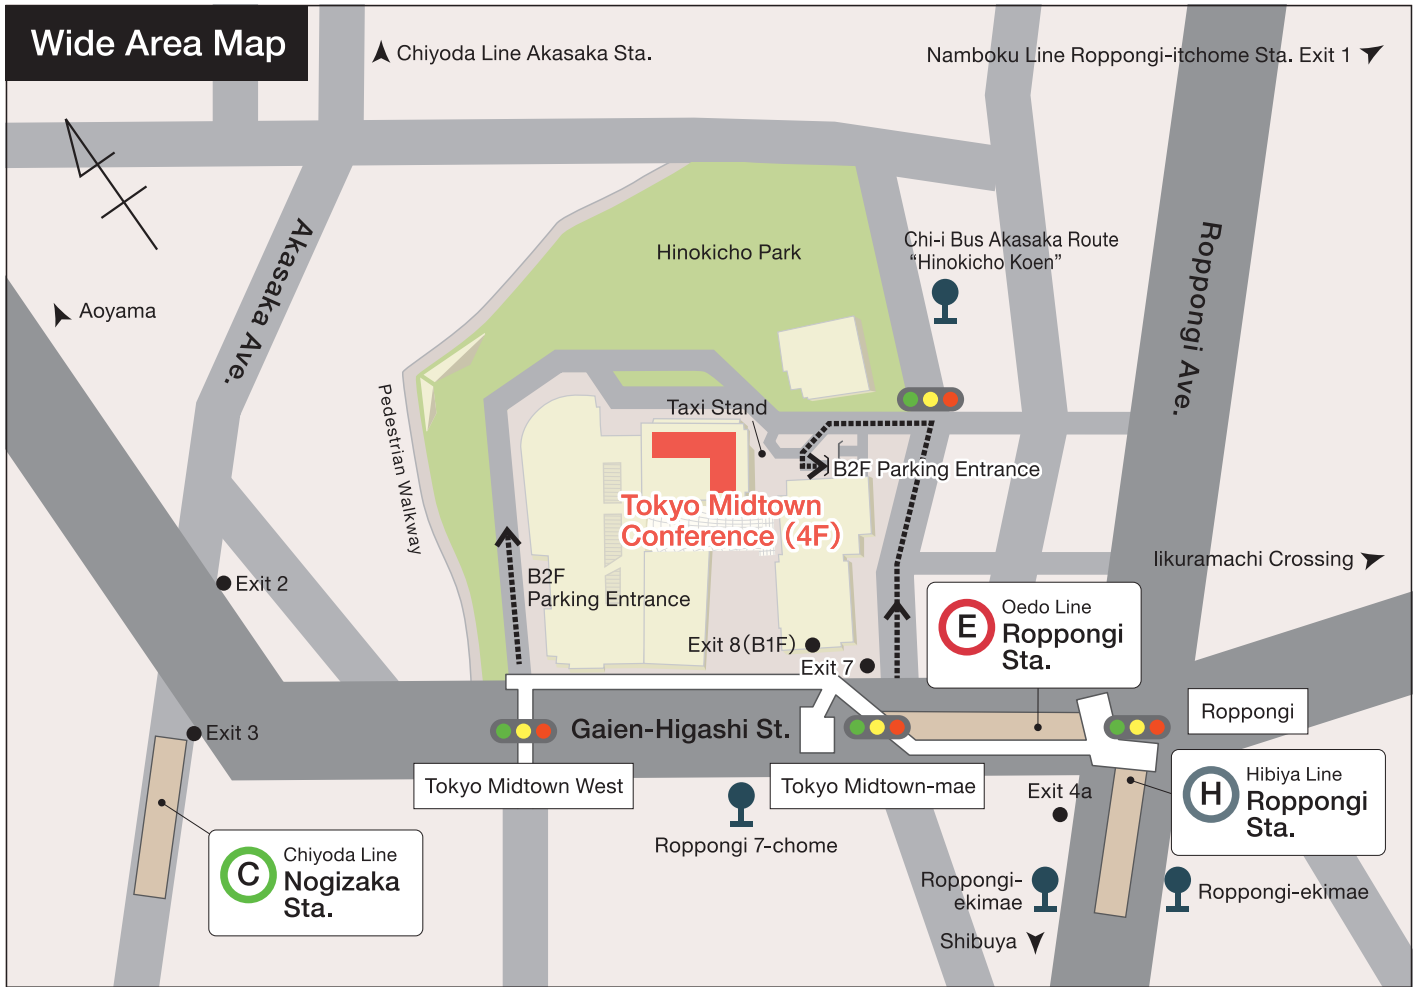 Wide Area Map
Chiyoda Line Akasaka Sta.
Namboku Line Roppongi-itchome Sta. Exit 1
Akasaka Ave.
Aoyama
Hinokicho Park
Chi-i Bus Akasaka Route
“Hinokicho Koen”
Roppongi Ave.
Pedestrian Walkway
Taxi Stand
B2F Parking Entrance
Tokyo Midtown
Conference (4F)
Iikuramachi Crossing
B2F
Parking Entrance
Exit 2
Exit 8(B1F)
Exit 7
E
Oedo Line
Roppongi
Sta.
Exit 3
Gaien-Higashi St.
Roppongi
Tokyo Midtown West
Tokyo Midtown-mae
Exit 4a
H
Hibiya Line
Roppongi
Sta.
Roppongi 7-chome
C
Chiyoda Line
Nogizaka
Sta.
Roppongi-
ekimae
Roppongi-ekimae
Shibuya